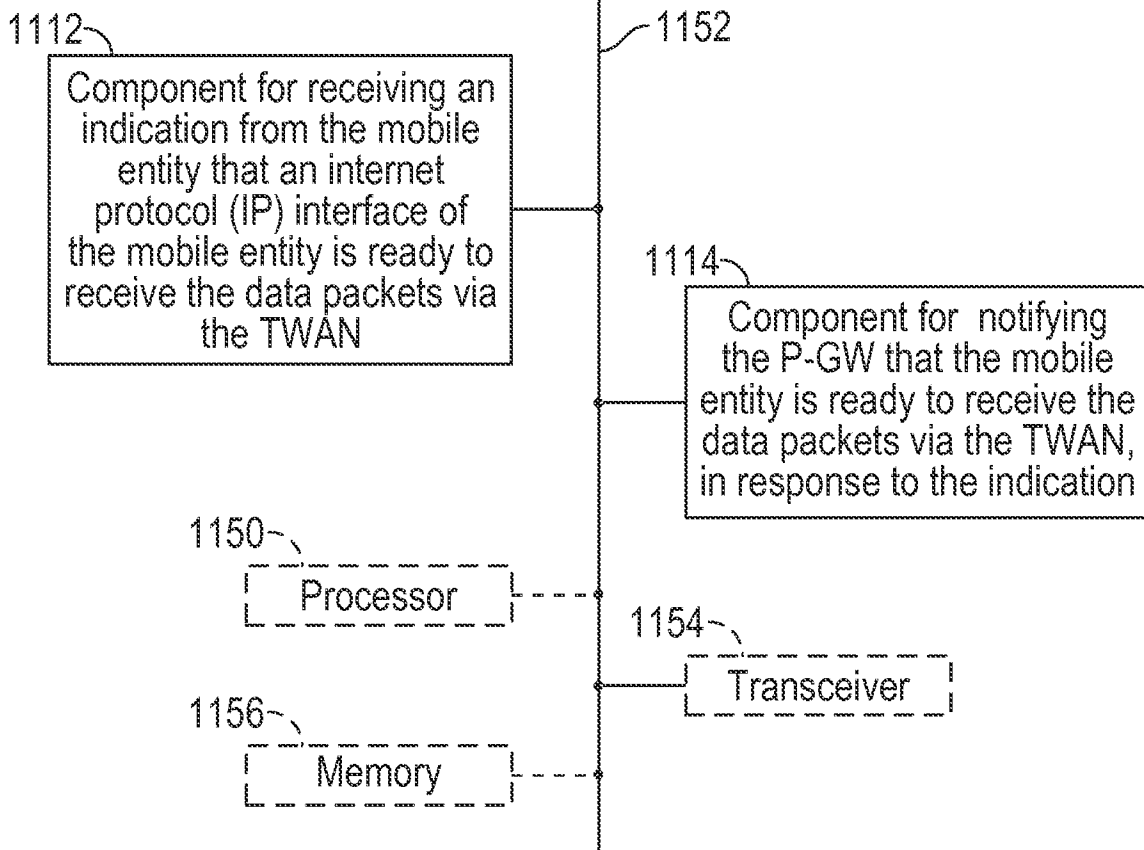 1112
1152
Component for receiving an
indication from the mobile
entity that an internet
protocol (IP) interface of
the mobile entity is ready to
receive the data packets via
the TWAN
1114
Component for notifying
the P-GW that the mobile
entity is ready to receive the
data packets via the TWAN,
in response to the indication
1150
Processor
1154
Transceiver
1156
Memory